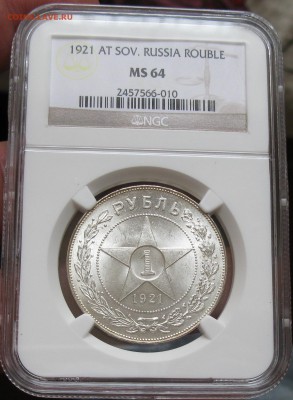 1921 AT SOV. RUSSIA ROUBLE
MS 64
2457566-010
NGC
РУБЛЬ
1
1921